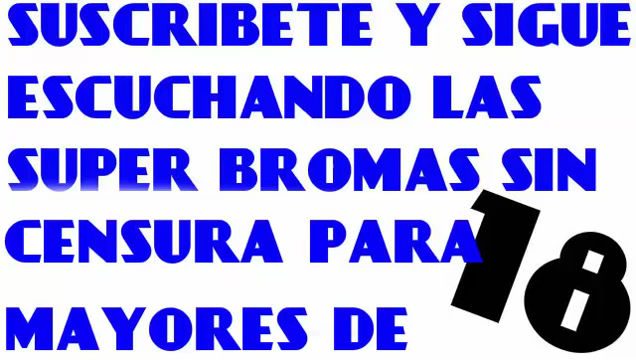 SUSCRIBETE Y SIGUE
ESCUCHANDO LAS
SUPER BROMAS SIN
CENSURA PARA
MAYORES DE
18